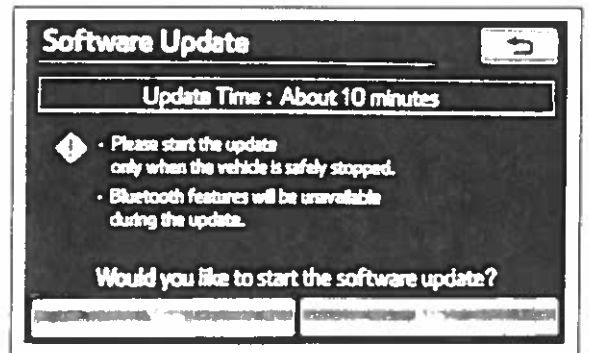 Software Update
Update Time : About 10 minutes
· Please start the update
only when the vehicle is safely stopped.
· Bluetooth features will be unavailable
during the update.
Would you like to start the software update?